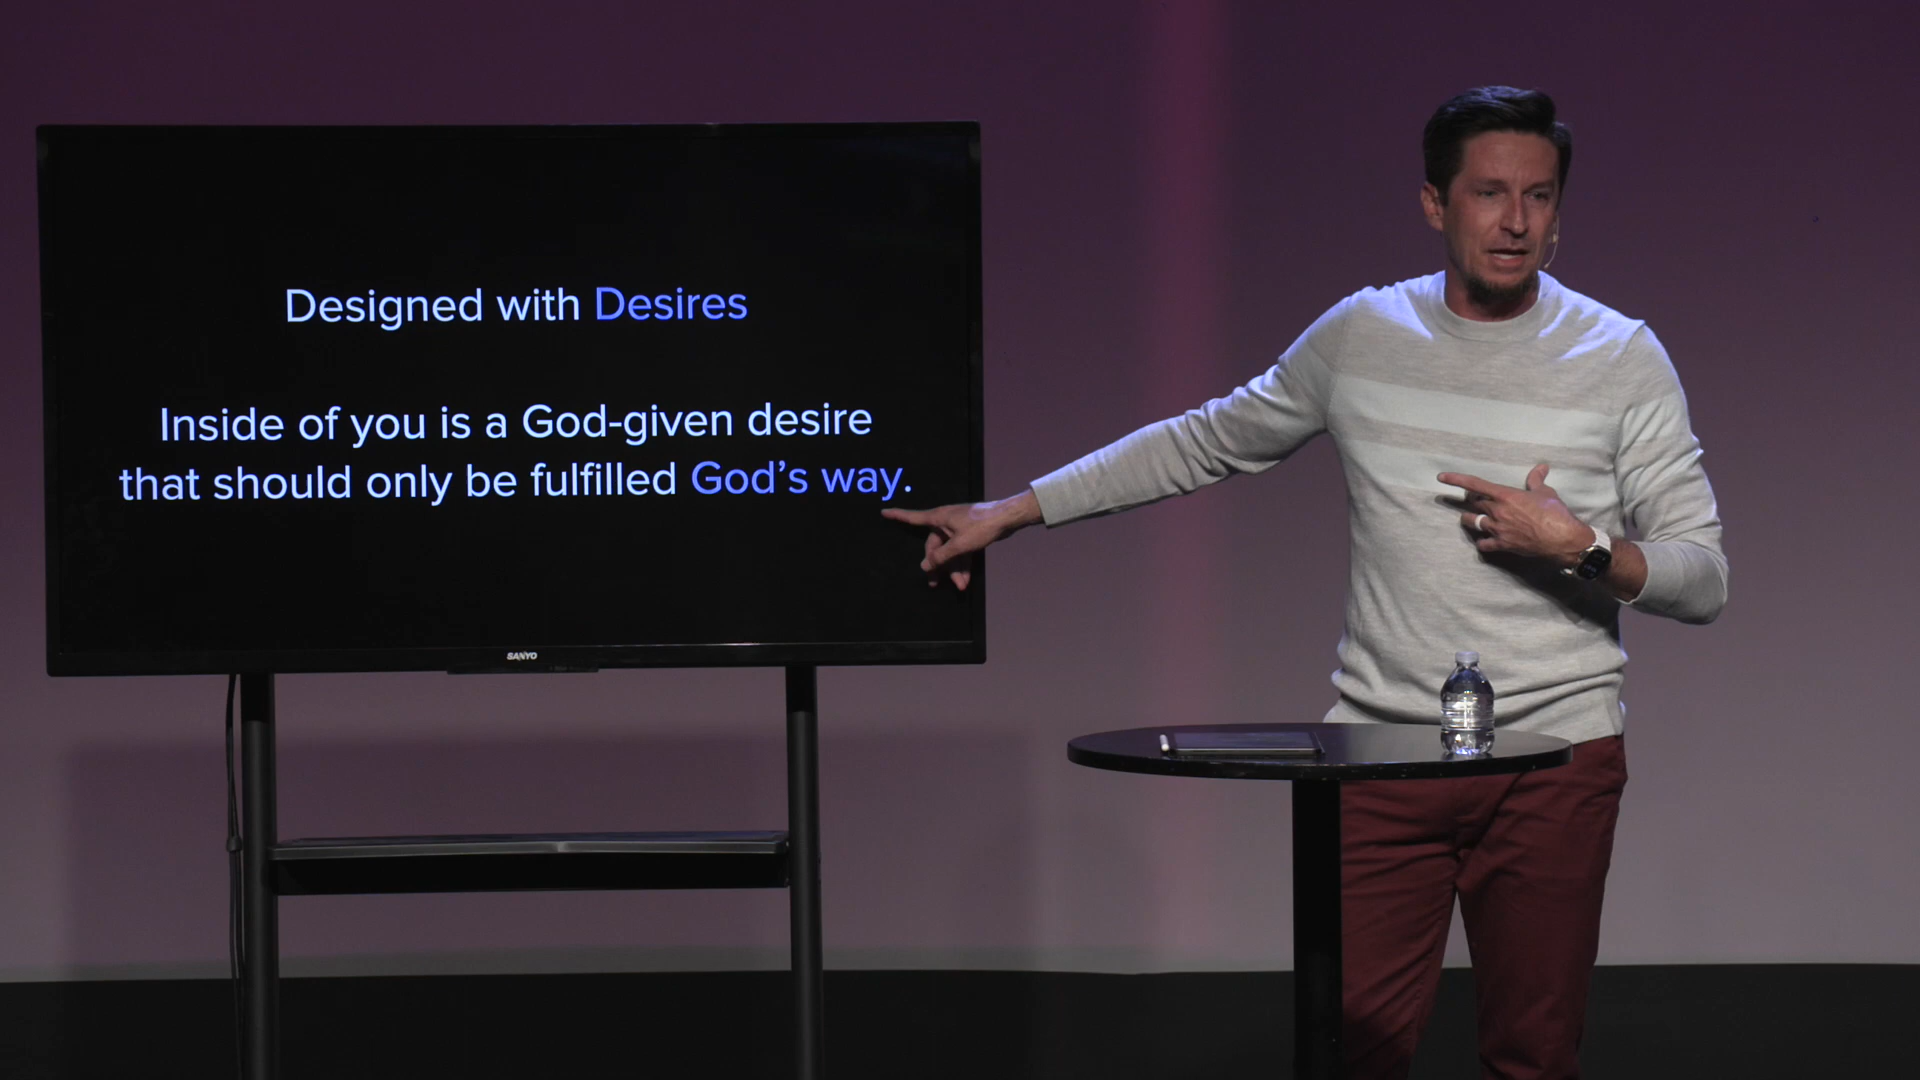 Designed with Desires
Inside of you is a God-given desire
that should only be fulfilled God’s way.
SANYO